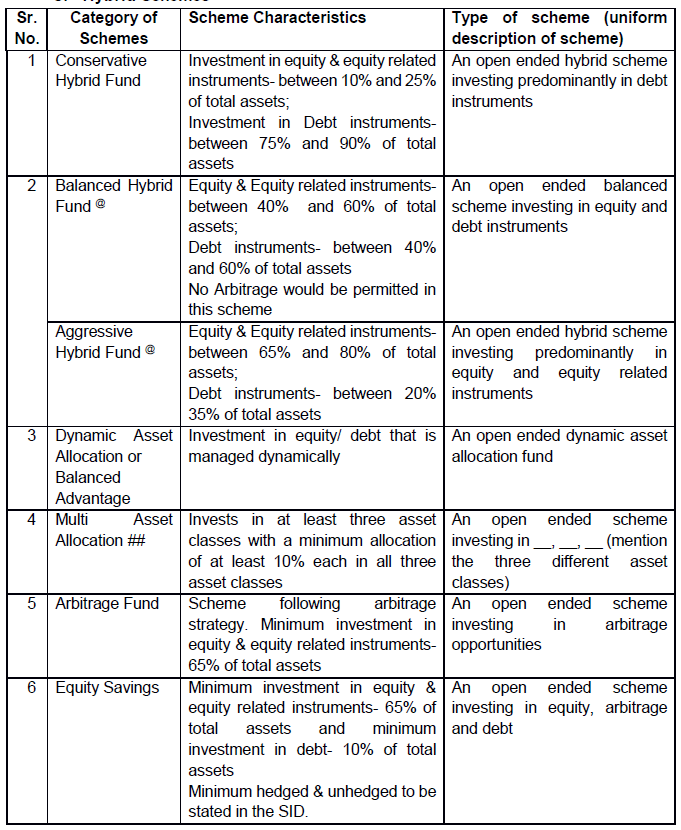 Sr. No.
Category of Schemes
Scheme Characteristics
Type of scheme (uniform description of scheme)
1
Conservative
Hybrid Fund
Investment in equity & equity related
instruments- between 10% and 25%
of total assets;
Investment in Debt instruments-
between 75% and 90% of total
assets
An open ended hybrid scheme
investing predominantly in debt
instruments
2
Balanced Hybrid
Fund @
Equity & Equity related instruments-
between 40% and 60% of total
assets;
Debt instruments- between 40%
and 60% of total assets
No Arbitrage would be permitted in
this scheme
An open ended balanced
scheme investing in equity and
debt instruments
Aggressive
Hybrid Fund @
Equity & Equity related instruments-
between 65% and 80% of total
assets;
Debt instruments- between 20%
35% of total assets
An open ended hybrid scheme
investing predominantly in
equity and equity related
instruments
3
Dynamic Asset
Allocation or
Balanced
Advantage
Investment in equity/ debt that is
managed dynamically
An open ended dynamic asset
allocation fund
4
Multi Asset
Allocation ##
Invests in at least three asset
classes with a minimum allocation
of at least 10% each in all three
asset classes
An open ended scheme
investing in __, __, __ (mention
the three different asset
classes)
5
Arbitrage Fund
Scheme following arbitrage
strategy. Minimum investment in
equity & equity related instruments-
65% of total assets
An open ended scheme
investing in arbitrage
opportunities
6
Equity Savings
Minimum investment in equity &
equity related instruments- 65% of
total assets and minimum
investment in debt- 10% of total
assets
Minimum hedged & unhedged to be
stated in the SID.
An open ended scheme
investing in equity, arbitrage
and debt